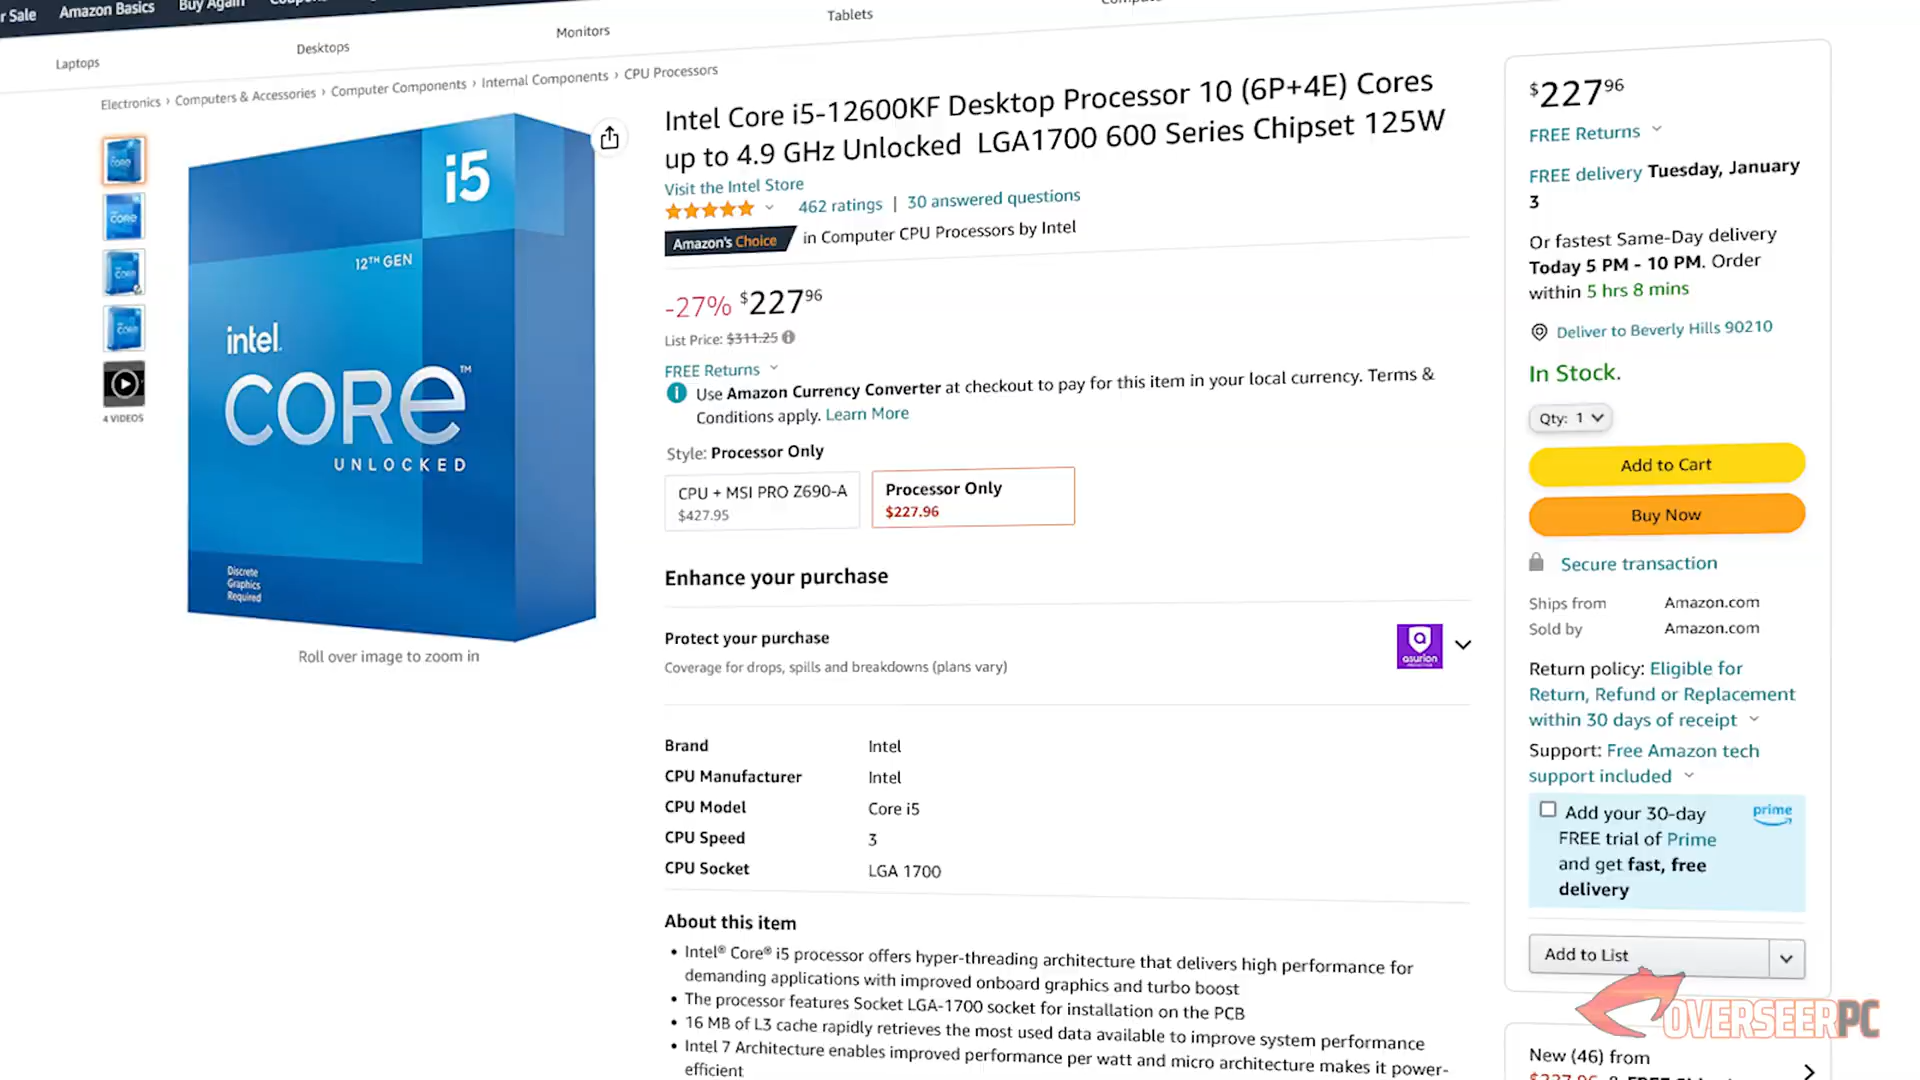 r Sale
Amazon Basics
Buy Again
Laptops
Desktops
Monitors
Tablets
Electronics › Computers & Accessories › Computer Components › Internal Components › CPU Processors
i5
12TH GEN
intel.
CORE™
UNLOCKED
Discrete
Graphics
Required
4 VIDEOS
Roll over image to zoom in
Intel Core i5-12600KF Desktop Processor 10 (6P+4E) Cores
up to 4.9 GHz Unlocked LGA1700 600 Series Chipset 125W
Visit the Intel Store
462 ratings | 30 answered questions
Amazon's Choice in Computer CPU Processors by Intel
-27% $227 96
List Price: $311.25
FREE Returns
Use Amazon Currency Converter at checkout to pay for this item in your local currency. Terms &
Conditions apply. Learn More
Style: Processor Only
CPU + MSI PRO Z690-A
$427.95
Processor Only
$227.96
Enhance your purchase
Protect your purchase
Coverage for drops, spills and breakdowns (plans vary)
asurion
Brand Intel
CPU Manufacturer Intel
CPU Model Core i5
CPU Speed 3
CPU Socket LGA 1700
About this item
• Intel® Core® i5 processor offers hyper-threading architecture that delivers high performance for
demanding applications with improved onboard graphics and turbo boost
• The processor features Socket LGA-1700 socket for installation on the PCB
• 16 MB of L3 cache rapidly retrieves the most used data available to improve system performance
• Intel 7 Architecture enables improved performance per watt and micro architecture makes it power-
efficient
$227 96
FREE Returns
FREE delivery Tuesday, January
3
Or fastest Same-Day delivery
Today 5 PM - 10 PM. Order
within 5 hrs 8 mins
Deliver to Beverly Hills 90210
In Stock.
Qty: 1
Add to Cart
Buy Now
Secure transaction
Ships from Amazon.com
Sold by Amazon.com
Return policy: Eligible for
Return, Refund or Replacement
within 30 days of receipt
Support: Free Amazon tech
support included
Add your 30-day
FREE trial of Prime
and get fast, free
delivery
prime
Add to List
OVERSEERPC
New (46) from